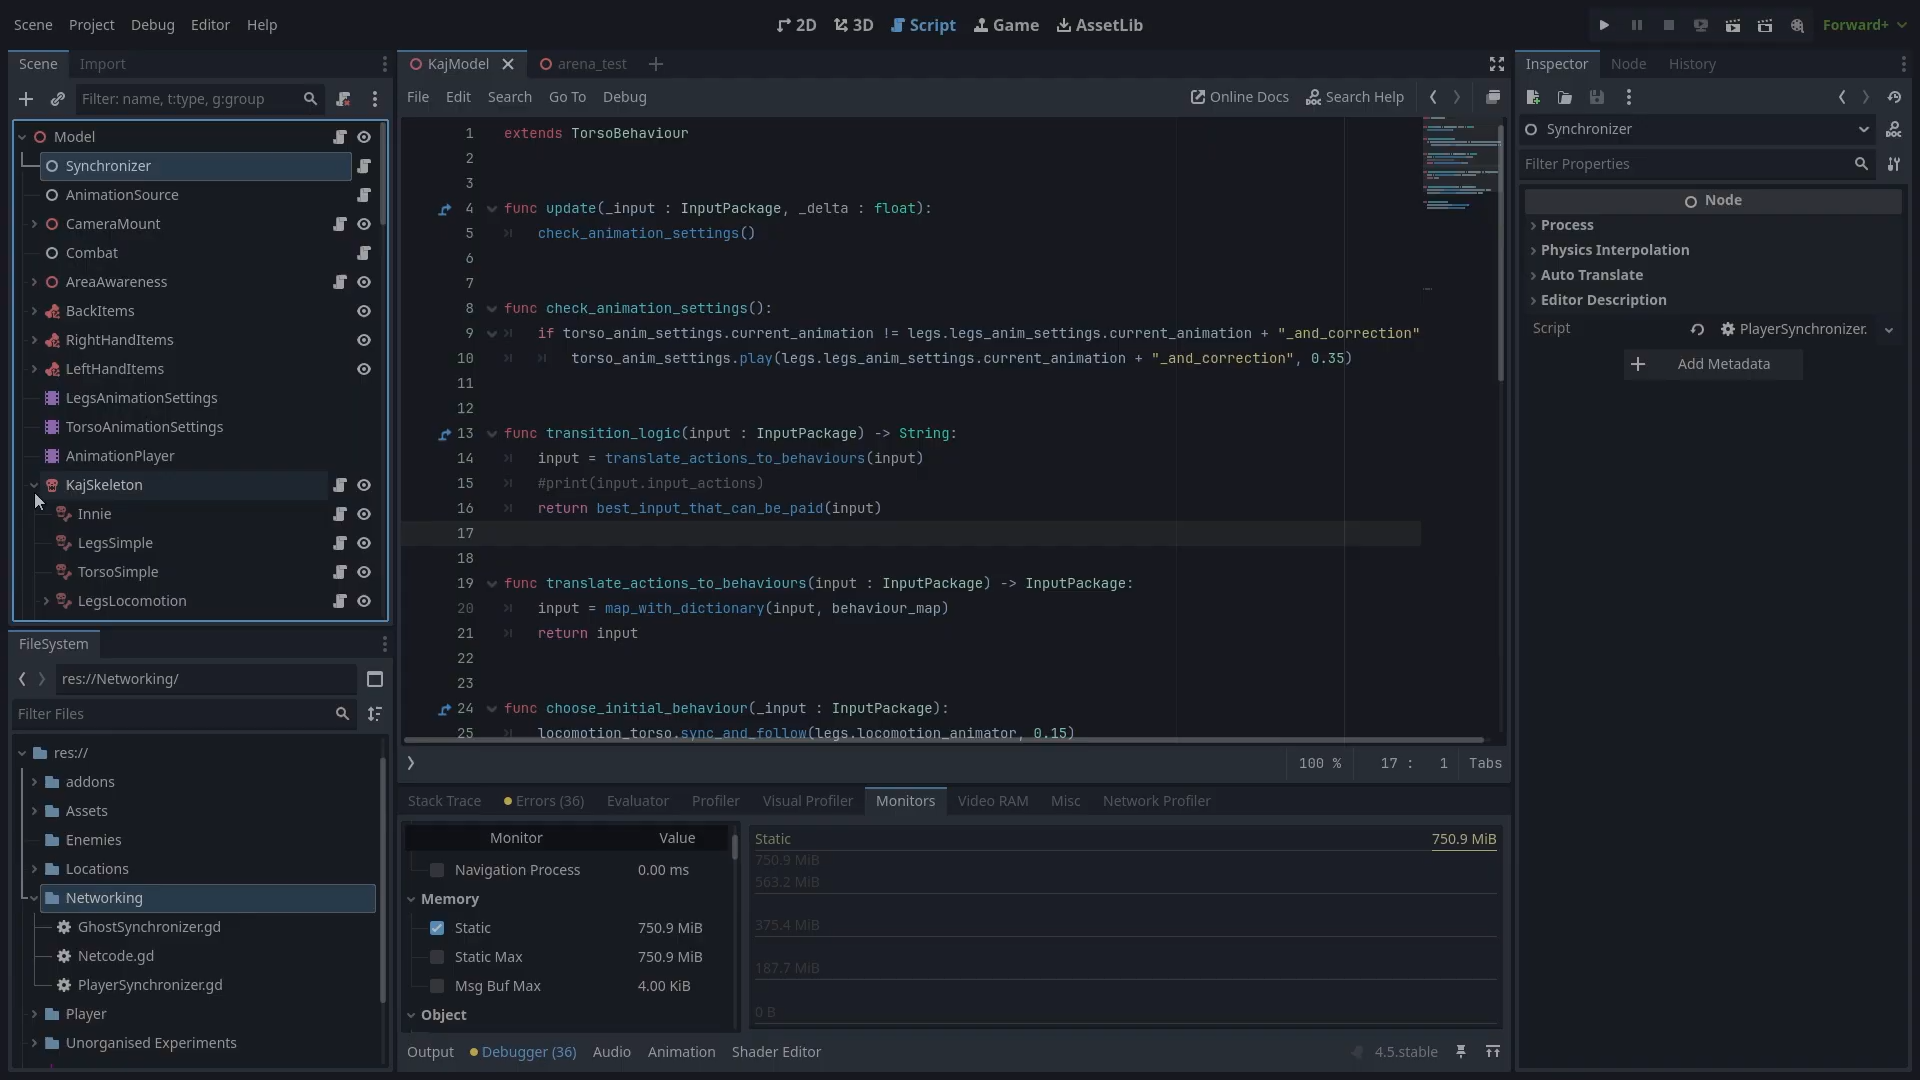 Scene Project Debug Editor Help
2D 3D Script Game AssetLib
Forward+
Scene Import
Filter: name, t:type, g:group
Model
Synchronizer
AnimationSource
CameraMount
Combat
AreaAwareness
BackItems
RightHandItems
LeftHandItems
LegsAnimationSettings
TorsoAnimationSettings
AnimationPlayer
KajSkeleton
Innie
LegsSimple
TorsoSimple
LegsLocomotion
FileSystem
res://Networking/
Filter Files
res://
addons
Assets
Enemies
Locations
Networking
GhostSynchronizer.gd
Netcode.gd
PlayerSynchronizer.gd
Player
Unorganised Experiments
KajModel arena_test
File Edit Search Go To Debug
Online Docs Search Help
1 extends TorsoBehaviour
2
3
4 func update(_input : InputPackage, _delta : float):
5 check_animation_settings()
6
7
8 func check_animation_settings():
9 if torso_anim_settings.current_animation != legs.legs_anim_settings.current_animation + "_and_correction"
10 torso_anim_settings.play(legs.legs_anim_settings.current_animation + "_and_correction", 0.35)
11
12
13 func transition_logic(input : InputPackage) -> String:
14 input = translate_actions_to_behaviours(input)
15 #print(input.input_actions)
16 return best_input_that_can_be_paid(input)
17
18
19 func translate_actions_to_behaviours(input : InputPackage) -> InputPackage:
20 input = map_with_dictionary(input, behaviour_map)
21 return input
22
23
24 func choose_initial_behaviour(_input : InputPackage):
25 locomotion_torso.sync_and_follow(legs.locomotion_animator, 0.15)
100 % 17 : 1 Tabs
Stack Trace Errors (36) Evaluator Profiler Visual Profiler Monitors Video RAM Misc Network Profiler
Monitor Value
Navigation Process 0.00 ms
Memory
Static 750.9 MiB
Static Max 750.9 MiB
Msg Buf Max 4.00 KiB
Object
Static 750.9 MiB
750.9 MiB
563.2 MiB
375.4 MiB
187.7 MiB
0 B
Output Debugger (36) Audio Animation Shader Editor
4.5.stable
Inspector Node History
Synchronizer
Filter Properties
Node
Process
Physics Interpolation
Auto Translate
Editor Description
Script PlayerSynchronizer.
Add Metadata